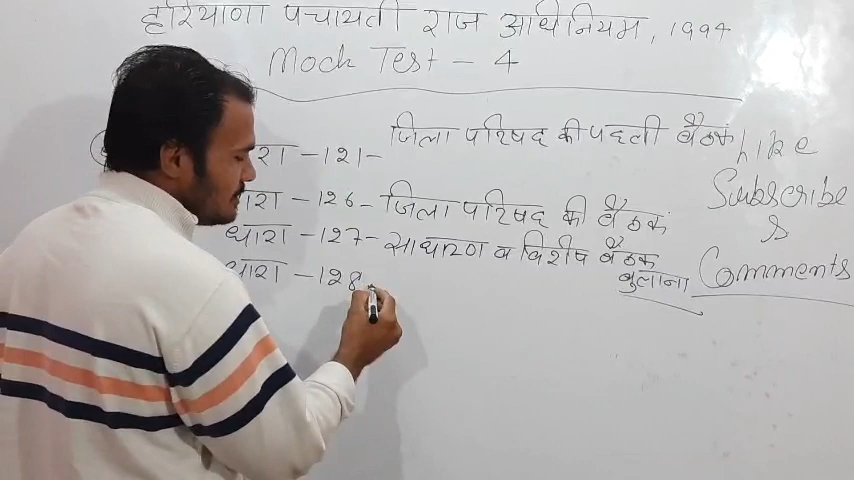 हरियाणा पंचायती राज अधिनियम, 1994
Mock Test - 4
धारा - 121 - जिला परिषद की पहली बैठक
धारा - 126 - जिला परिषद की बैठक
धारा - 127 - साधारण व विशेष बैठक
बुलाना
धारा - 128
Like
Subscribe
&
Comments